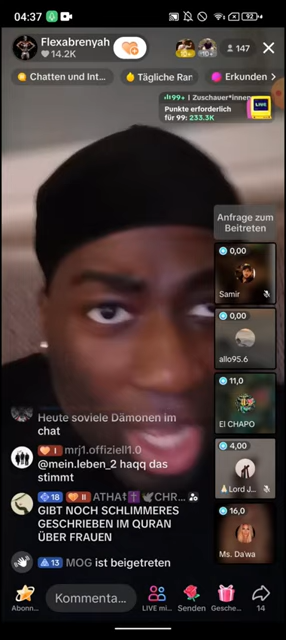 04:37
92
Flexabrenyah
14.2K
147
Chatten und Int...
Tägliche Ran
Erkunden >
99+ | Zuschauer*innen
Punkte erforderlich
für 99: 233.3K
LIVE
Anfrage zum
Beitreten
0,00
Samir
0,00
allo95.6
11,0
El CHAPO
4,00
Lord J...
16,0
Ms. Da'wa
Heute soviele Dämonen im
chat
I mrj1.offiziell1.0
@mein.leben_2 haqq das
stimmt
18 II ATHA CHR...
GIBT NOCH SCHLIMMERES
GESCHRIEBEN IM QURAN
ÜBER FRAUEN
13 MOG ist beigetreten
Kommenta...
Abonn...
LIVE mi...
Senden
Gesche...
14